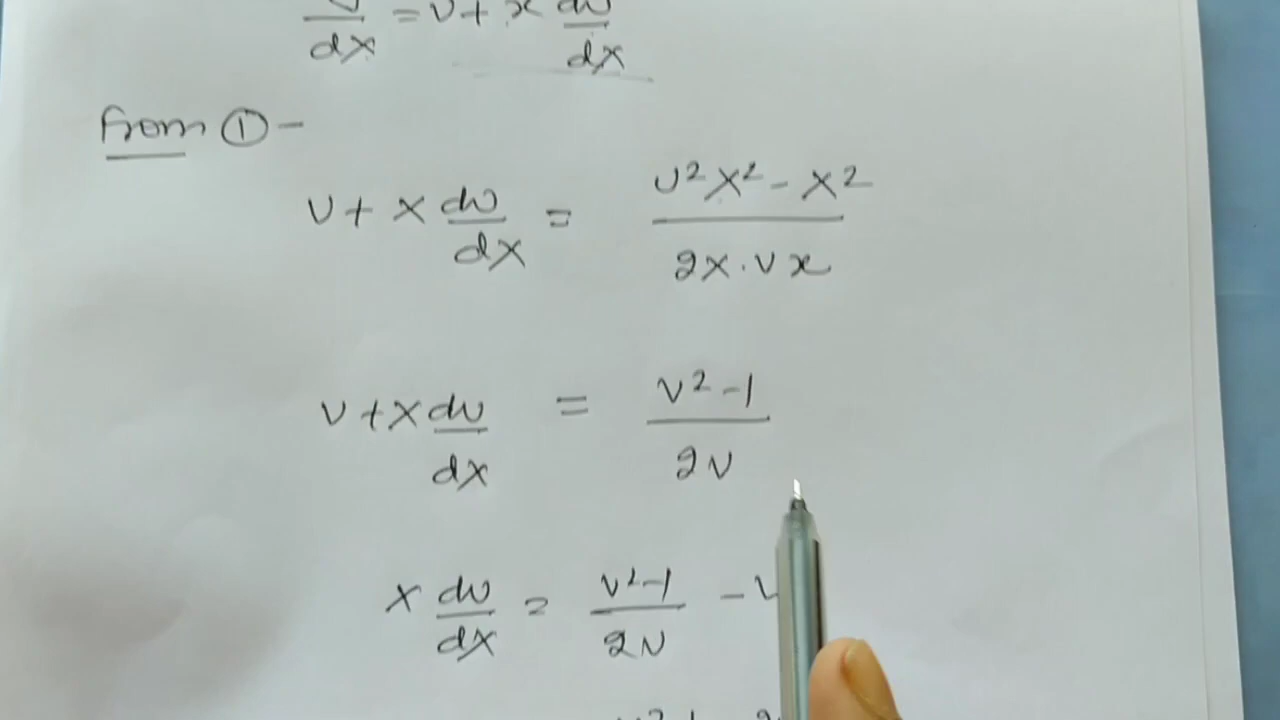 dx = v + x dv/dx
From ① -
v + x dv/dx = v²x² - x² / 2x·vx
v + x dv/dx = v² - 1 / 2v
x dv/dx = v² - 1 / 2v - v